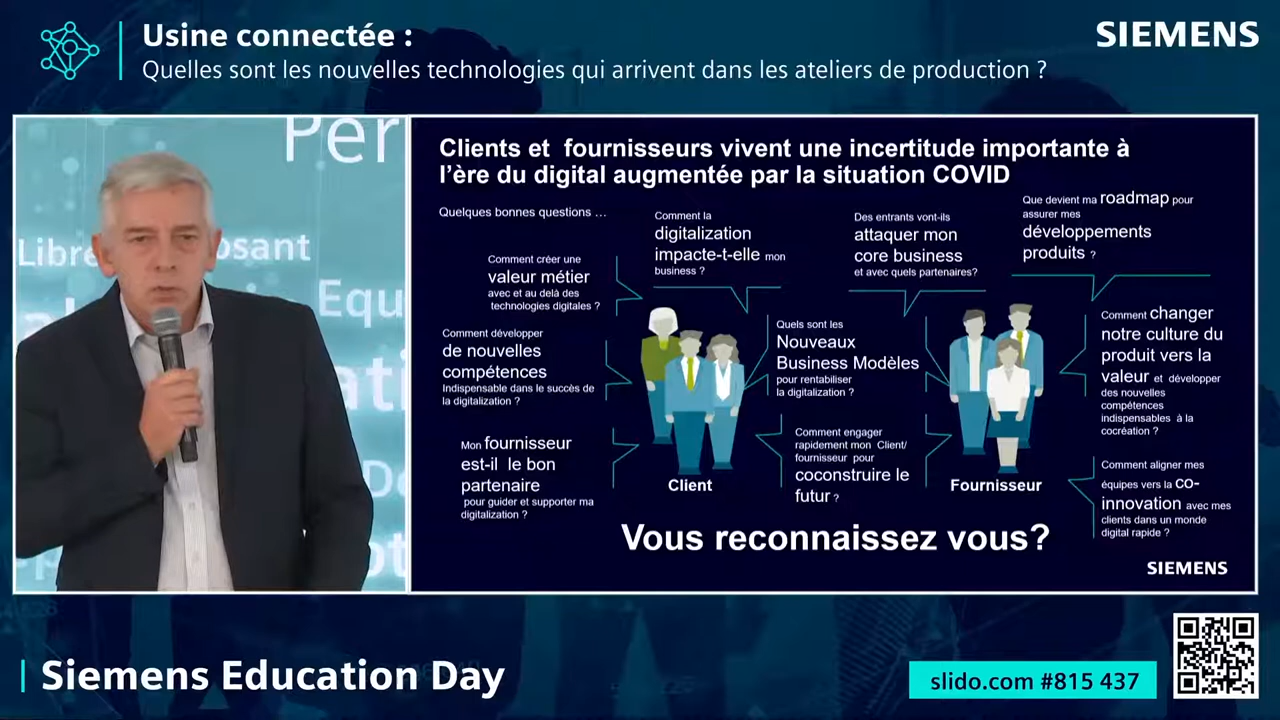 Usine connectée :
Quelles sont les nouvelles technologies qui arrivent dans les ateliers de production ?
SIEMENS
Per
Libre
osant
Equ
ati
Clients et fournisseurs vivent une incertitude importante à
l'ère du digital augmentée par la situation COVID
Quelques bonnes questions ...
Comment créer une
valeur métier
avec et au delà des
technologies digitales ?
Comment la
digitalization
impacte-t-elle mon
business ?
Des entrants vont-ils
attaquer mon
core business
et avec quels partenaires?
Que devient ma roadmap pour
assurer mes
développements
produits ?
Comment développer
de nouvelles
compétences
Indispensable dans le succès de
la digitalization ?
Quels sont les
Nouveaux
Business Modèles
pour rentabiliser
la digitalization ?
Comment changer
notre culture du
produit vers la
valeur et développer
des nouvelles
compétences
indispensables à la
cocréation ?
Mon fournisseur
est-il le bon
partenaire
pour guider et supporter ma
digitalization ?
Comment engager
rapidement mon Client/
fournisseur pour
coconstruire le
futur ?
Comment aligner mes
équipes vers la co-
innovation avec mes
clients dans un monde
digital rapide ?
Client
Fournisseur
Vous reconnaissez vous?
SIEMENS
Siemens Education Day
slido.com #815 437